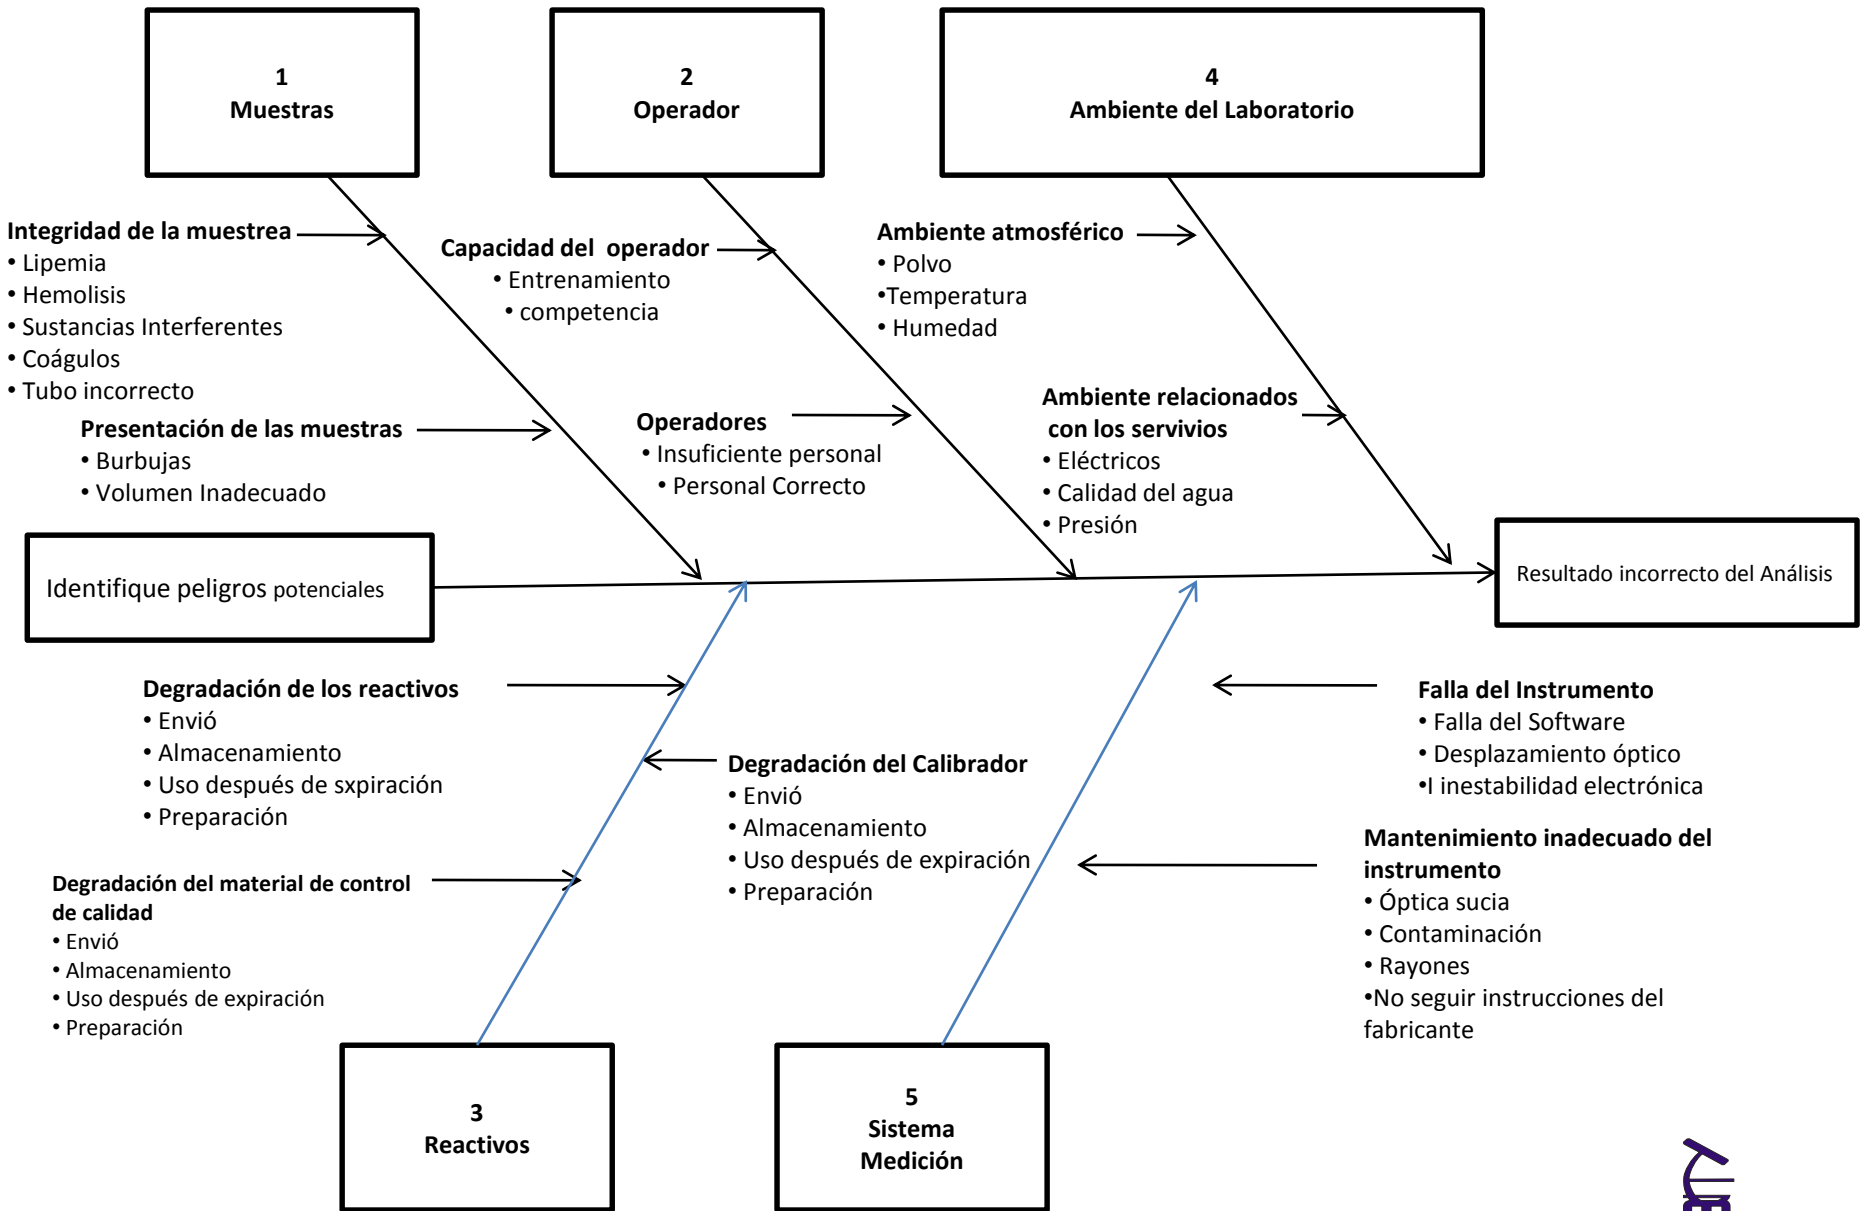 1
Muestras
2
Operador
4
Ambiente del Laboratorio
Integridad de la muestrea
• Lipemia
• Hemolisis
• Sustancias Interferentes
• Coágulos
• Tubo incorrecto
Presentación de las muestras
• Burbujas
• Volumen Inadecuado
Capacidad del operador
• Entrenamiento
• competencia
Operadores
• Insuficiente personal
• Personal Correcto
Ambiente atmosférico
• Polvo
•Temperatura
• Humedad
Ambiente relacionados
con los servivios
• Eléctricos
• Calidad del agua
• Presión
Identifique peligros potenciales
Resultado incorrecto del Análisis
Degradación de los reactivos
• Envió
• Almacenamiento
• Uso después de sxpiración
• Preparación
Degradación del material de control
de calidad
• Envió
• Almacenamiento
• Uso después de expiración
• Preparación
Degradación del Calibrador
• Envió
• Almacenamiento
• Uso después de expiración
• Preparación
Falla del Instrumento
• Falla del Software
• Desplazamiento óptico
•I inestabilidad electrónica
Mantenimiento inadecuado del
instrumento
• Óptica sucia
• Contaminación
• Rayones
•No seguir instrucciones del
fabricante
3
Reactivos
5
Sistema
Medición